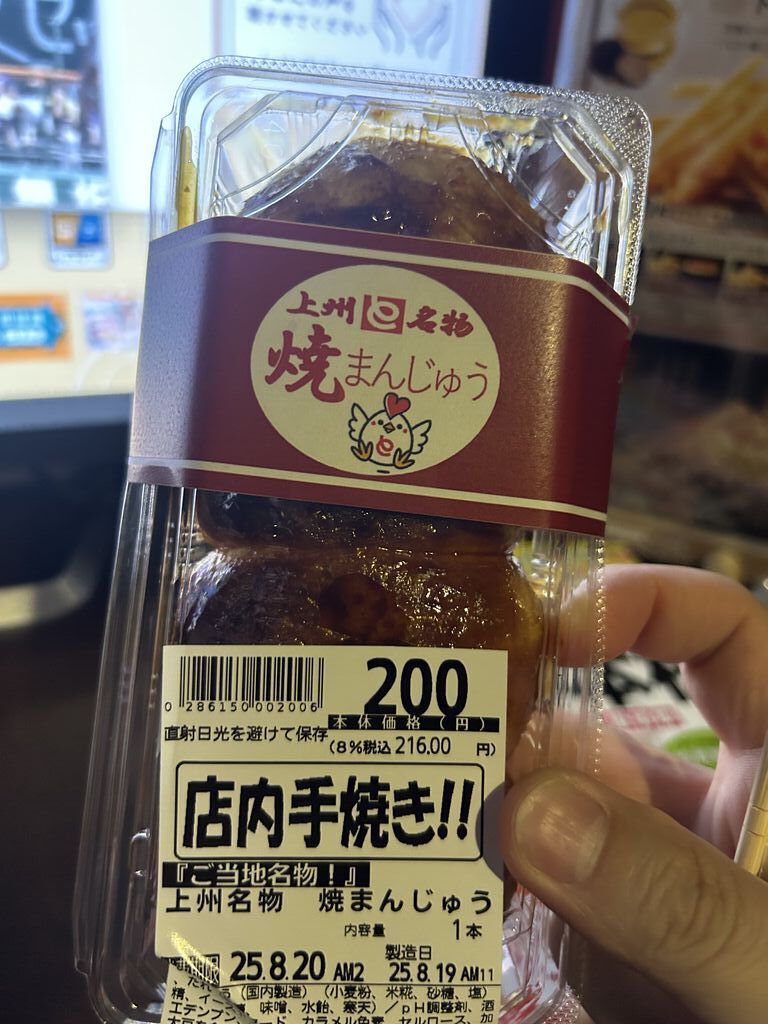 上州 名物
焼まんじゅう
0 286150 002006
200
本体価格(円)
直射日光を避けて保存
(8%税込 216.00 円)
店内手焼き!!
『ご当地名物!』
上州名物 焼まんじゅう
内容量 1本
製造日
25.8.20 AM2 25.8.19 AM11
(国内製造) (小麦粉、米糀、砂糖、塩)
味噌、水飴、寒天)/pH調整剤、酒
カラメル色素、セルロース、加